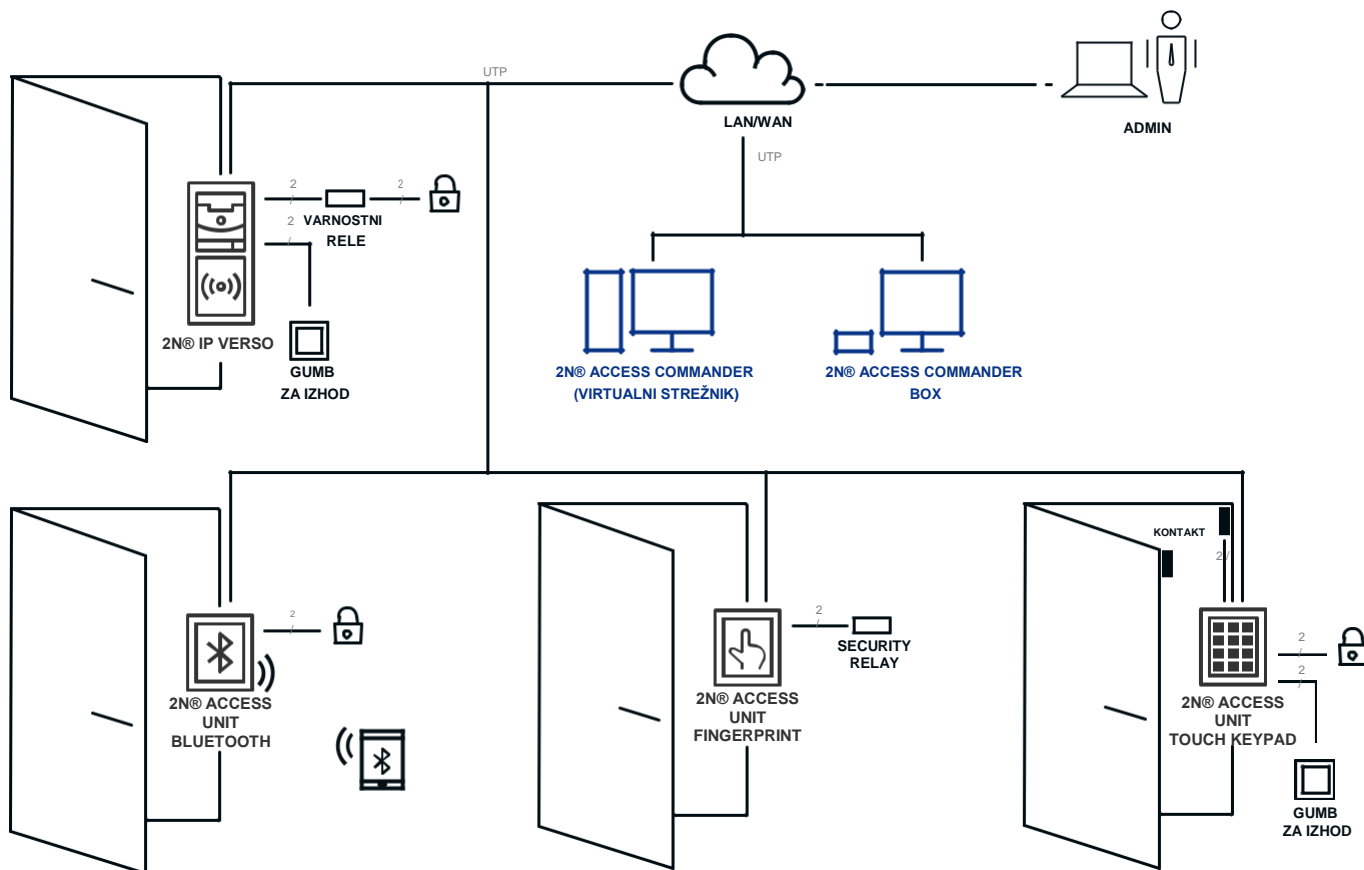 UTP
LAN/WAN
ADMIN
UTP
2
2
VARNOSTNI
RELE
2
2N® IP VERSO
GUMB
ZA IZHOD
2N® ACCESS COMMANDER
(VIRTUALNI STREŽNIK)
2N® ACCESS COMMANDER
BOX
KONTAKT
2
2
2N® ACCESS
UNIT
BLUETOOTH
2
SECURITY
RELAY
2N® ACCESS
UNIT
FINGERPRINT
2
2
2N® ACCESS
UNIT
TOUCH KEYPAD
GUMB
ZA IZHOD